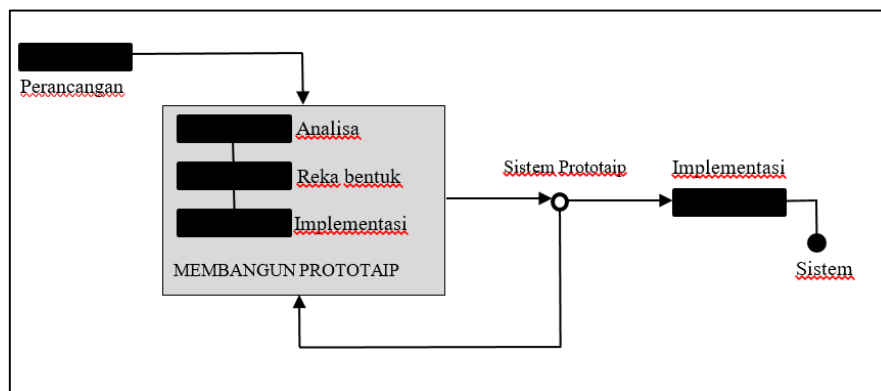 Perancangan
Analisa
Reka bentuk
Implementasi
MEMBANGUN PROTOTAIP
Sistem Prototaip
Implementasi
Sistem